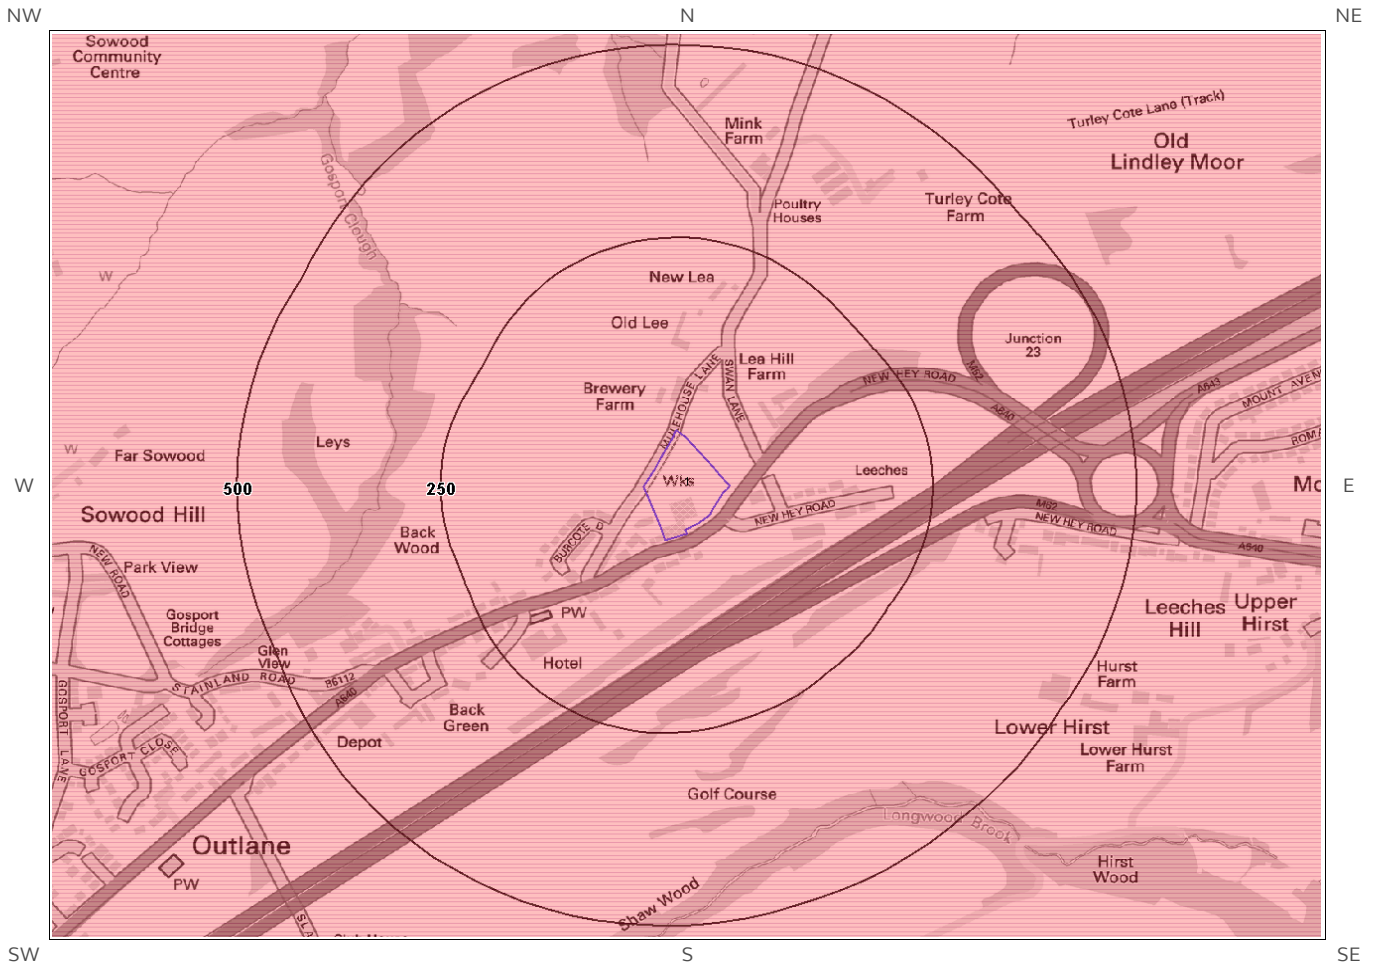 NW
N
NE
Sowood
Community
Centre
Turley Cote Lane (Track)
Mink
Farm
Old
Lindley Moor
Gosport Clough
Poultry
Houses
Turley Cote
Farm
W
New Lea
Old Lee
Junction
23
Lea Hill
Farm
MULEHOUSE LANE
SWAN LANE
NEW HEY ROAD
M62
A643
MOUNT AVEN
Brewery
Farm
A640
ROMA
W
Leys
Far Sowood
Leeches
W
500
250
Wks
Mo
E
Sowood Hill
NEW HEY ROAD
M62
NEW HEY ROAD
Back
Wood
BURCOTE
A640
NEW ROAD
Park View
PW
Gosport
Bridge
Cottages
Leeches
Hill
Upper
Hirst
Glen
View
Hotel
Hurst
Farm
STAINLAND ROAD
B6112
A640
GOSPORT LANE
Back
Green
Lower Hirst
GOSPORT CLOSE
Depot
Lower Hurst
Farm
Golf Course
Longwood Brook
Outlane
Hirst
Wood
PW
Shaw Wood
SLA
SW
S
SE